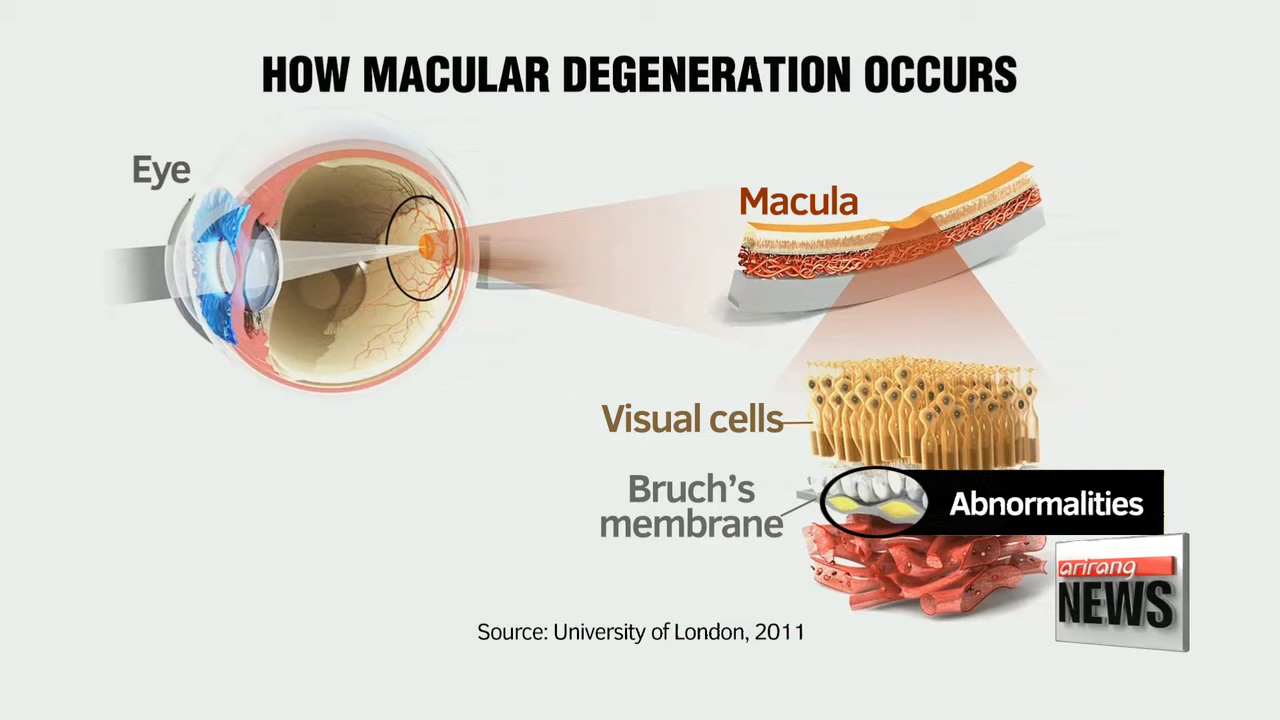 HOW MACULAR DEGENERATION OCCURS
Eye
Macula
Visual cells
Bruch’s
membrane
Abnormalities
arirang
NEWS
Source: University of London, 2011